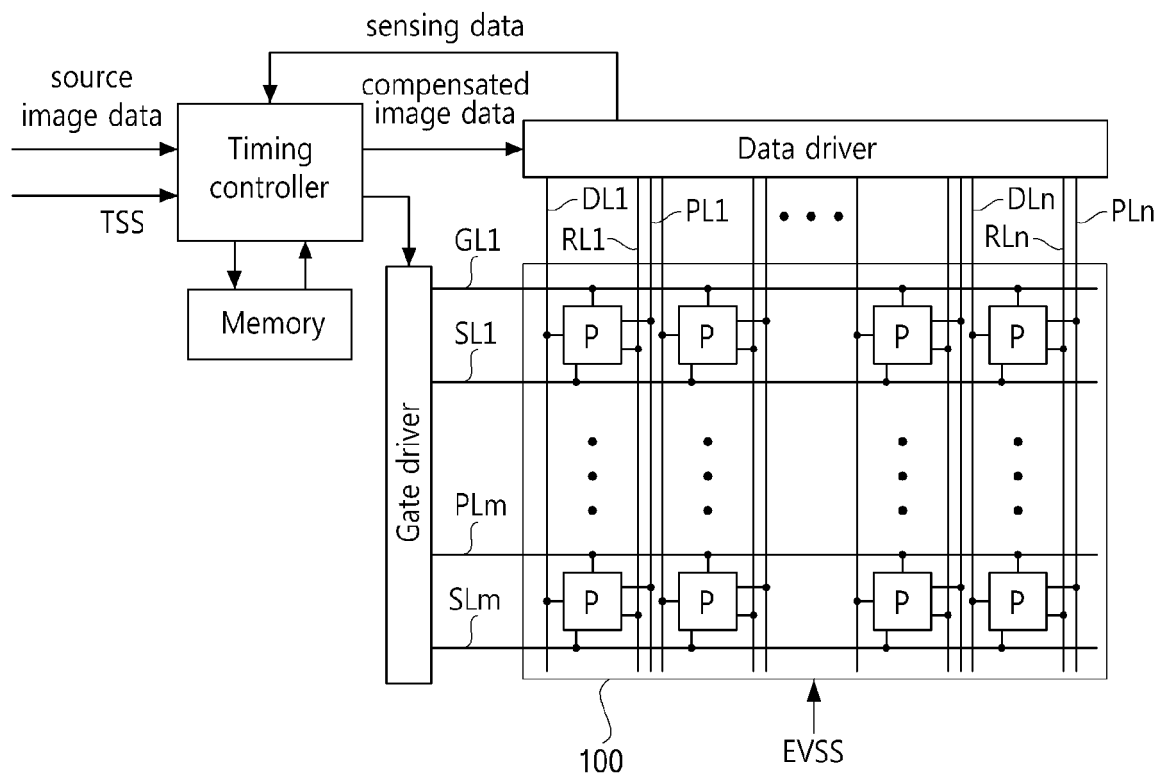 sensing data
source
image data
compensated
image data
Timing
controller
Data driver
TSS
DL1
PL1
DLn
PLn
RL1
RLn
GL1
Memory
SL1
P
P
P
P
Gate driver
PLm
SLm
P
P
P
P
100
EVSS